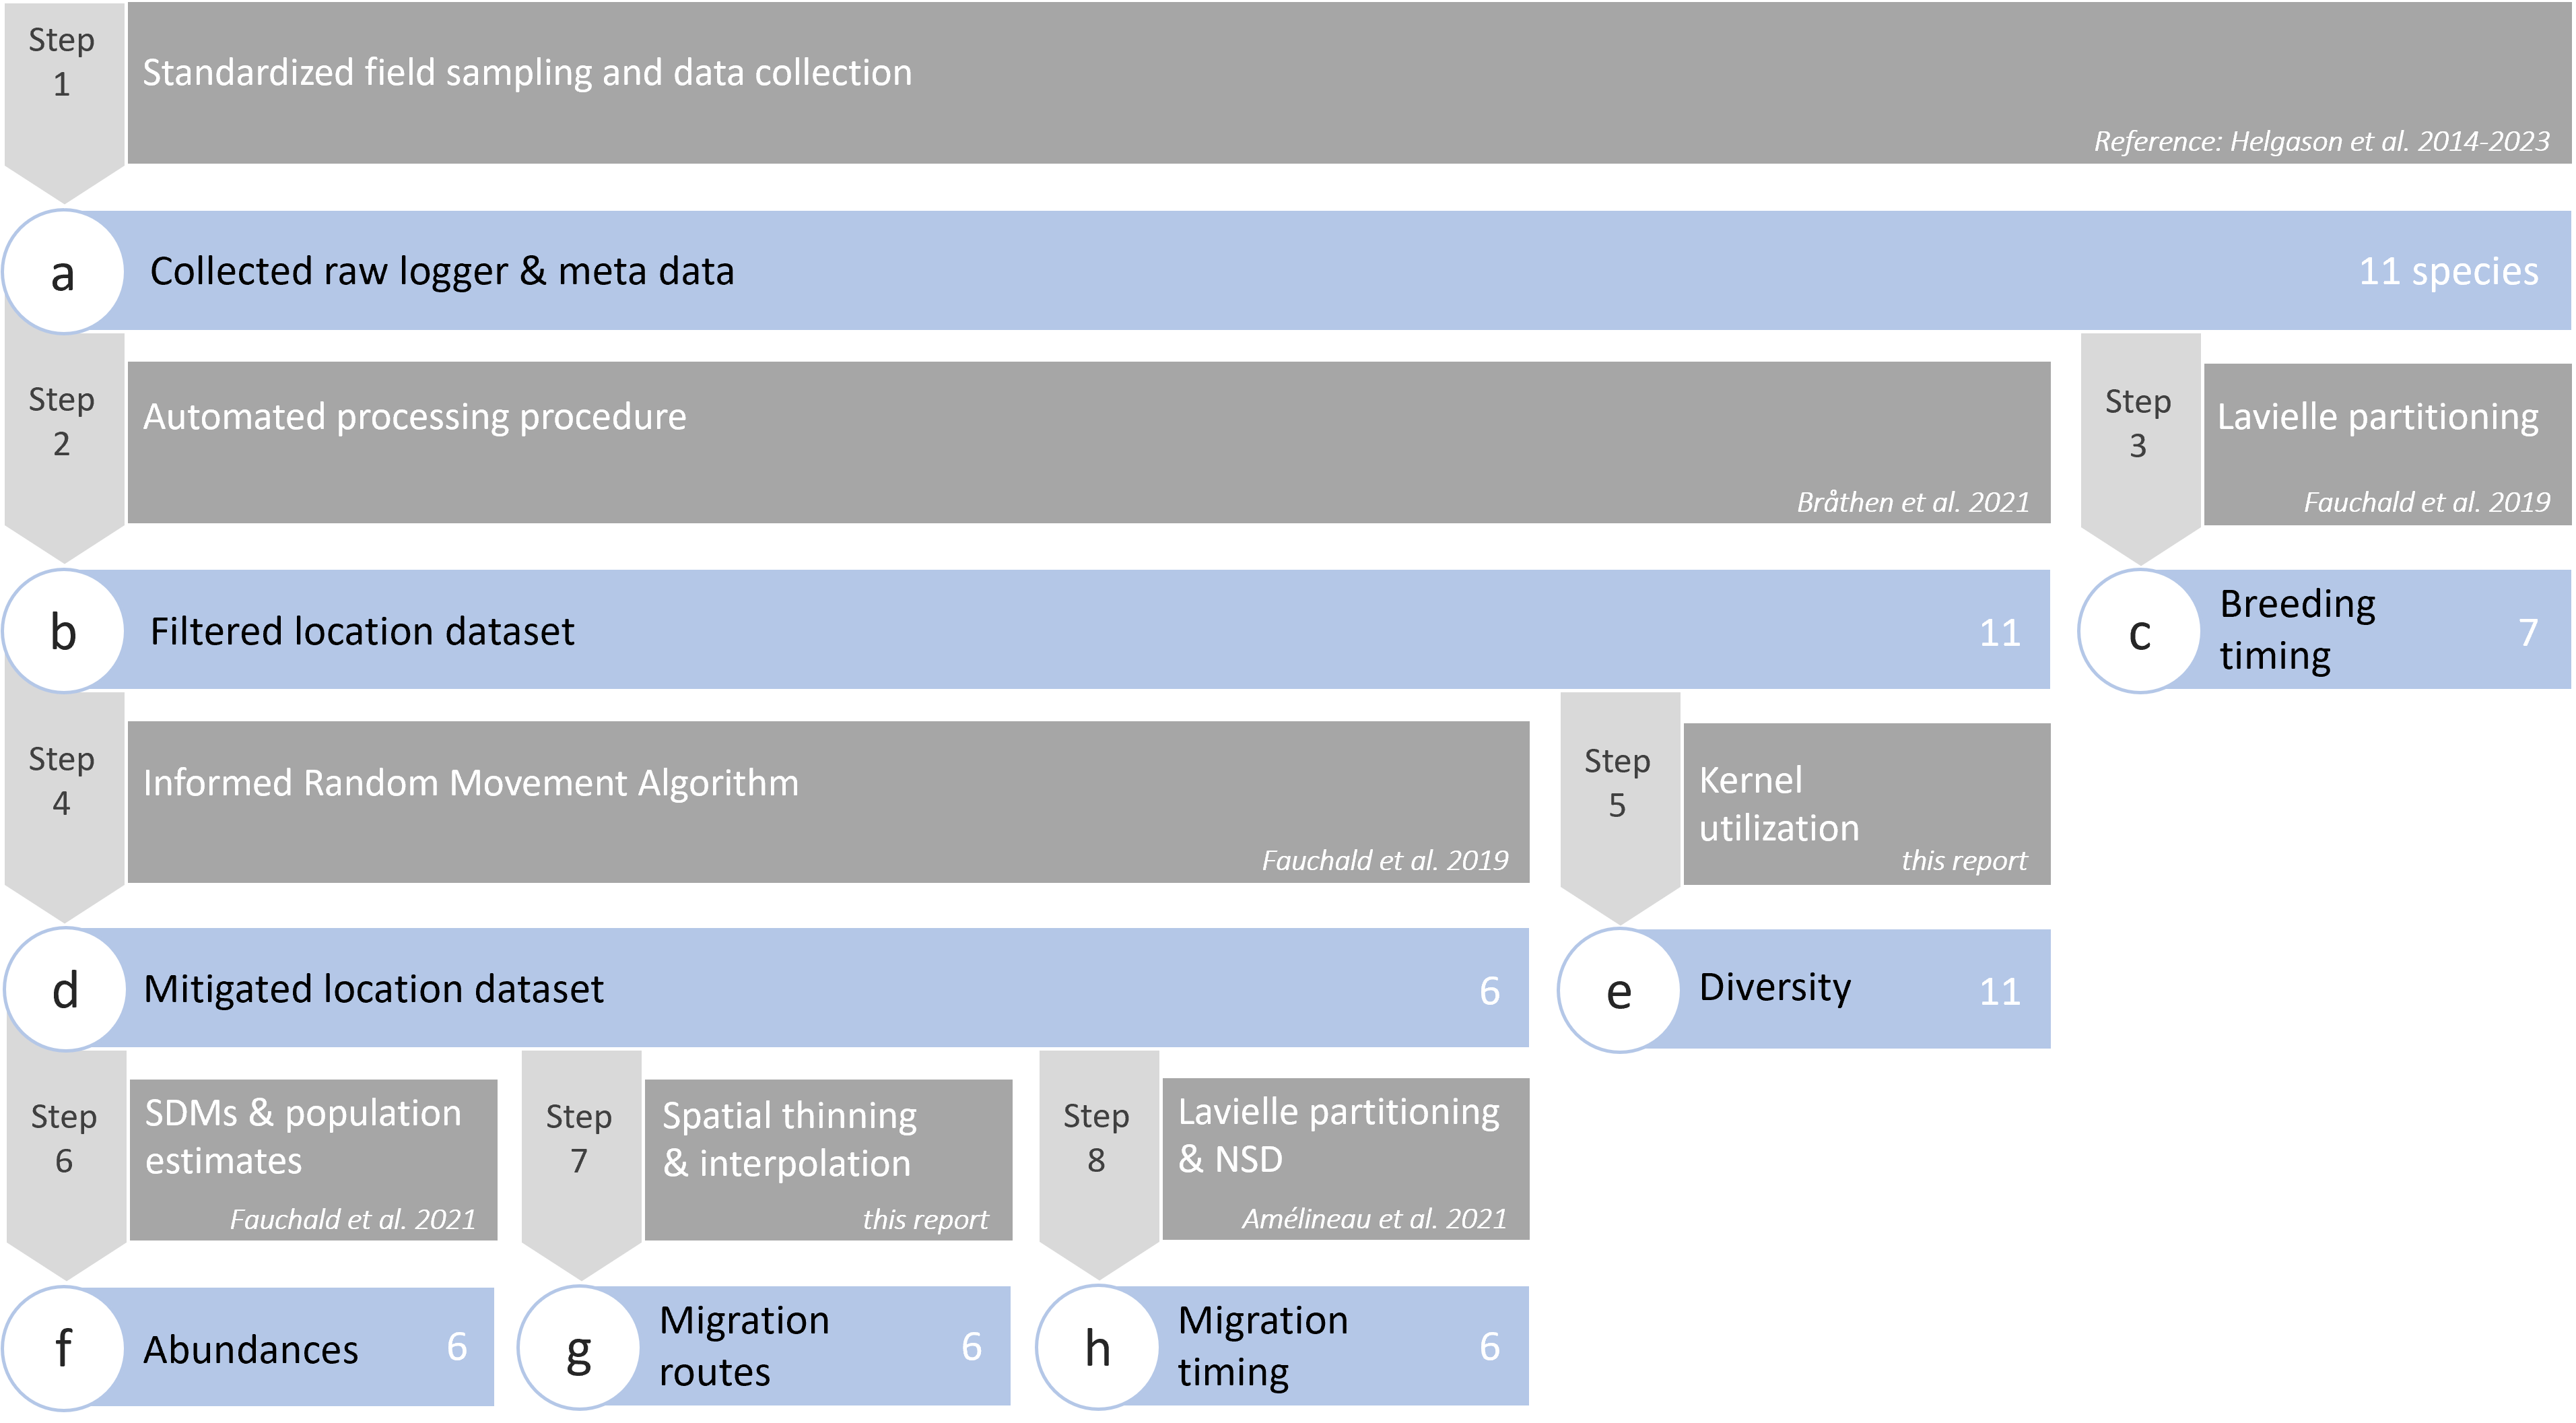 Step
1
Standardized field sampling and data collection
Reference: Helgason et al. 2014-2023
a
Collected raw logger & meta data
11 species
Step
2
Automated processing procedure
Bråthen et al. 2021
Step
3
Lavielle partitioning
Fauchald et al. 2019
b
Filtered location dataset
11
c
Breeding
timing
7
Step
4
Informed Random Movement Algorithm
Fauchald et al. 2019
Step
5
Kernel
utilization
this report
d
Mitigated location dataset
6
e
Diversity
11
Step
6
SDMs & population
estimates
Fauchald et al. 2021
Step
7
Spatial thinning
& interpolation
this report
Step
8
Lavielle partitioning
& NSD
Amélineau et al. 2021
f
Abundances
6
g
Migration
routes
6
h
Migration
timing
6